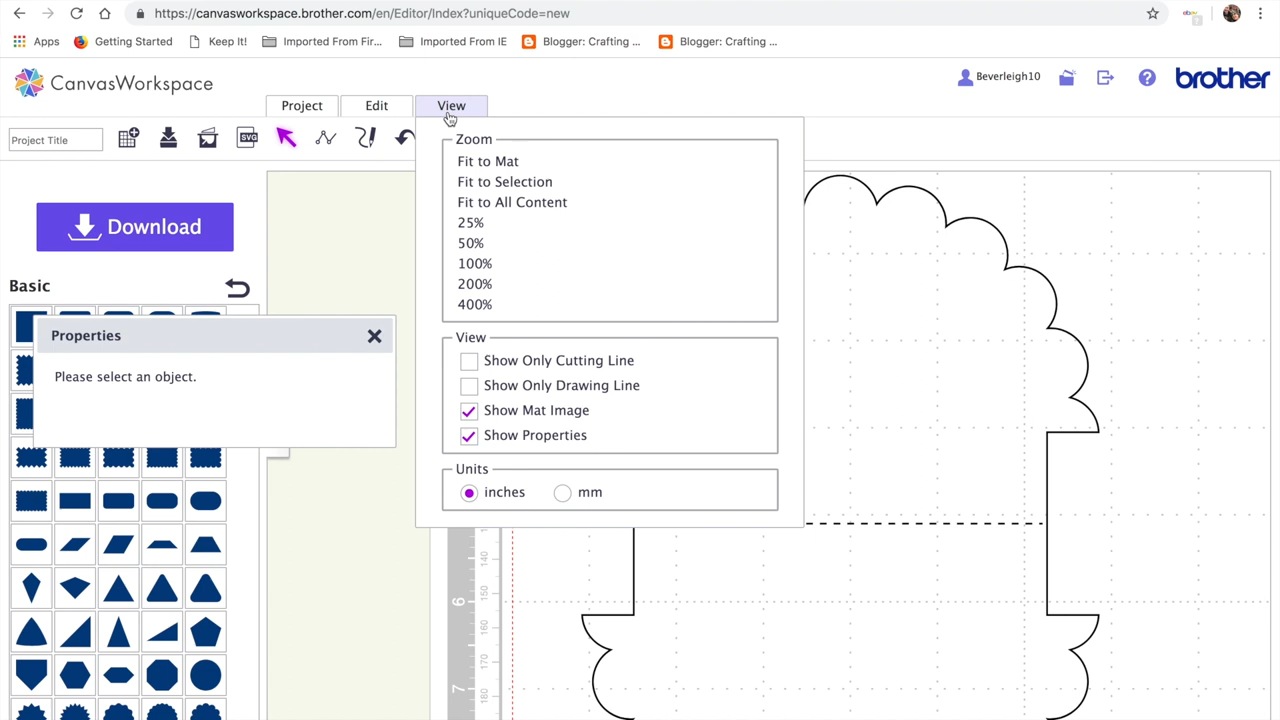 https://canvasworkspace.brother.com/en/Editor/Index?uniqueCode=new
Apps
Getting Started
Keep It!
Imported From Fir...
Imported From IE
Blogger: Crafting ...
Blogger: Crafting ...
CanvasWorkspace
Beverleigh10
brother
Project
Edit
View
Project Title
SVG
Zoom
Fit to Mat
Fit to Selection
Fit to All Content
25%
50%
100%
200%
400%
Download
Basic
Properties
Please select an object.
View
Show Only Cutting Line
Show Only Drawing Line
Show Mat Image
Show Properties
Units
inches
mm
140
150
6
160
170
7
180